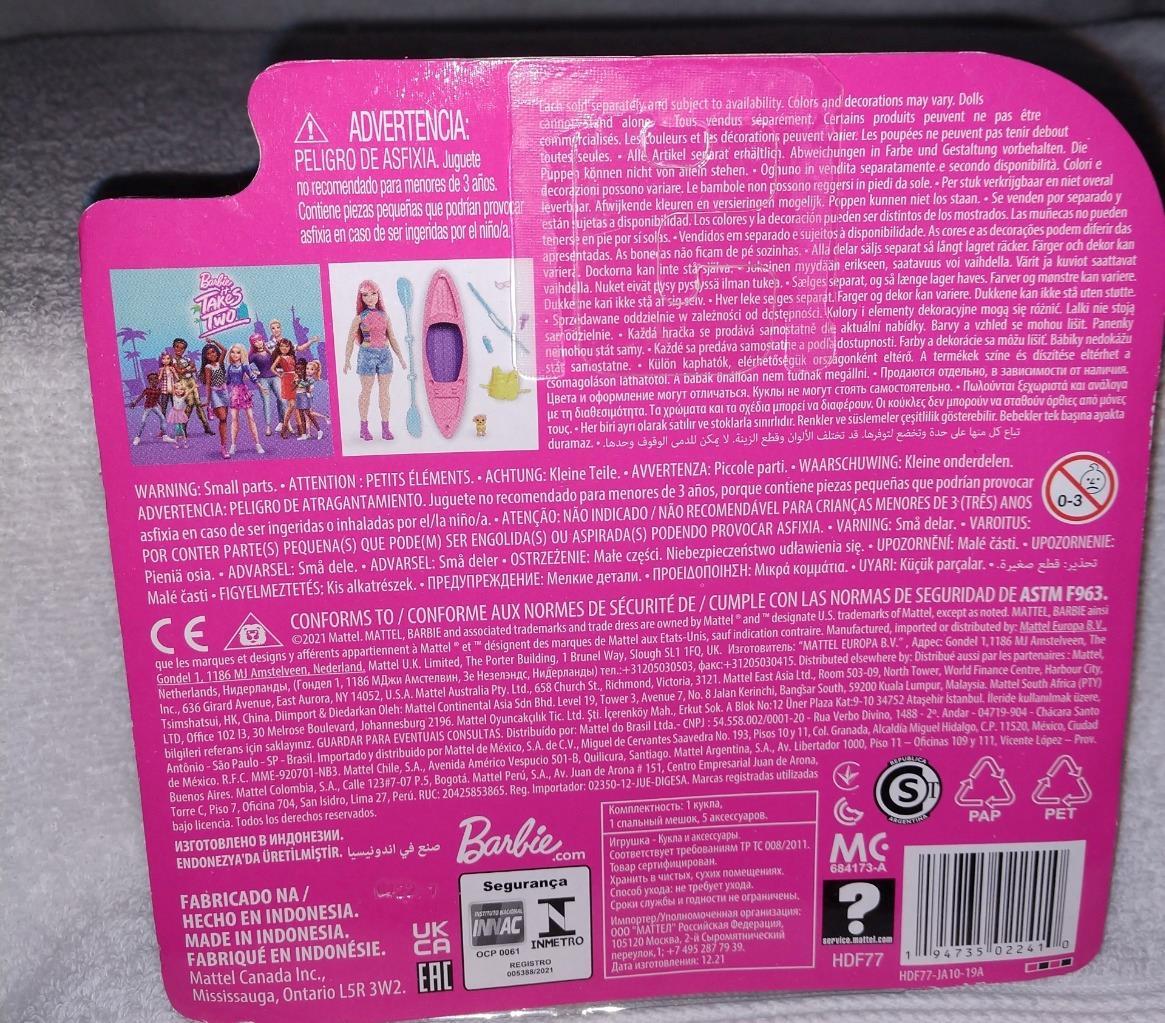 ADVERTENCIA:
PELIGRO DE ASFIXIA. Juguete
no recomendado para menores de 3 años.
Contiene piezas pequeñas que podrían provocar
asfixia en caso de ser ingeridas por el niño/a.
Barbie
it
TAKES
TWO
Each sold separately and subject to availability. Colors and decorations may vary. Dolls
cannot stand alone. • Tous vendus séparément. Certains produits peuvent ne pas être
commercialisés. Les couleurs et les décorations peuvent varier. Les poupées ne peuvent pas tenir debout
toutes seules. • Alle Artikel separat erhältlich. Abweichungen in Farbe und Gestaltung vorbehalten. Die
Puppen können nicht von allein stehen. • Ognuno in vendita separatamente e secondo disponibilità. Colori e
decorazioni possono variare. Le bambole non possono reggersi in piedi da sole. • Per stuk verkrijgbaar en niet overal
leverbaar. Afwijkende kleuren en versieringen mogelijk. Poppen kunnen niet los staan. • Se venden por separado y
están sujetas a disponibilidad. Los colores y la decoración pueden ser distintos de los mostrados. Las muñecas no pueden
tenerse en pie por sí solas. • Vendidos em separado e sujeitos à disponibilidade. As cores e as decorações podem diferir das
apresentadas. As bonecas não ficam de pé sozinhas. • Alla delar säljs separat så långt lagret räcker. Färger och dekor kan
variera. Dockorna kan inte stå själva. • Jokainen myydään erikseen, saatavuus voi vaihdella. Värit ja kuviot saattavat
vaihdella. Nuket eivät pysy pystyssä ilman tukea. • Sælges separat, og så længe lager haves. Farver og mønstre kan variere.
Dukkerne kan ikke stå af sig selv. • Hver leke selges separat. Farger og dekor kan variere. Dukkene kan ikke stå uten støtte.
• Sprzedawane oddzielnie w zależności od dostępności. Kolory i elementy dekoracyjne mogą się różnić. Lalki nie stoją
samodzielnie. • Každá hračka se prodává samostatně dle aktuální nabídky. Barvy a vzhled se mohou lišit. Panenky
nemohou stát samy. • Každé sa predáva samostatne a podľa dostupnosti. Farby a dekorácie sa môžu líšiť. Bábiky nedokážu
stáť samostatne. • Külön kaphatók, elérhetőségük országonként eltérő. A termékek színe és díszítése eltérhet a
csomagoláson láthatótól. A babák önállóan nem tudnak megállni. • Продаются отдельно, в зависимости от наличия.
Цвета и оформление могут отличаться. Куклы не могут стоять самостоятельно. • Πωλούνται ξεχωριστά και ανάλογα
με τη διαθεσιμότητα. Τα χρώματα και τα σχέδια μπορεί να διαφέρουν. Οι κούκλες δεν μπορούν να σταθούν όρθιες από μόνες
τους. • Her biri ayrı olarak satılır ve stoklarla sınırlıdır. Renkler ve süslemeler çeşitlilik gösterebilir. Bebekler tek başına ayakta
duramaz. • تباع كل منها على حدة وتخضع لتوفرها. قد تختلف الألوان وقطع الزينة. لا يمكن للدمى الوقوف وحدها.
WARNING: Small parts. • ATTENTION : PETITS ÉLÉMENTS. • ACHTUNG: Kleine Teile. • AVVERTENZA: Piccole parti. • WAARSCHUWING: Kleine onderdelen.
ADVERTENCIA: PELIGRO DE ATRAGANTAMIENTO. Juguete no recomendado para menores de 3 años, porque contiene piezas pequeñas que podrían provocar
asfixia en caso de ser ingeridas o inhaladas por el/la niño/a. • ATENÇÃO: NÃO INDICADO / NÃO RECOMENDÁVEL PARA CRIANÇAS MENORES DE 3 (TRÊS) ANOS
POR CONTER PARTE(S) PEQUENA(S) QUE PODE(M) SER ENGOLIDA(S) OU ASPIRADA(S) PODENDO PROVOCAR ASFIXIA. • VARNING: Små delar. • VAROITUS:
Pieniä osia. • ADVARSEL: Små dele. • ADVARSEL: Små deler • OSTRZEŻENIE: Małe części. Niebezpieczeństwo udławienia się. • UPOZORNĚNÍ: Malé části. • UPOZORNENIE:
Malé časti • FIGYELMEZTETÉS: Kis alkatrészek. • ПРЕДУПРЕЖДЕНИЕ: Мелкие детали. • ΠΡΟΕΙΔΟΠΟΙΗΣΗ: Μικρά κομμάτια. • UYARI: Küçük parçalar. • تحذير: قطع صغيرة.
0-3
CE
CONFORMS TO / CONFORME AUX NORMES DE SÉCURITÉ DE / CUMPLE CON LAS NORMAS DE SEGURIDAD DE ASTM F963.
©2021 Mattel. MATTEL, BARBIE and associated trademarks and trade dress are owned by Mattel ® and ™ designate U.S. trademarks of Mattel, except as noted. MATTEL, BARBIE ainsi
que les marques et designs y afférents appartiennent à Mattel ® et ™ désignent des marques de Mattel aux Etats-Unis, sauf indication contraire. Manufactured, imported or distributed by: Mattel Europa B.V.,
Gondel 1, 1186 MJ Amstelveen, Nederland. Mattel U.K. Limited, The Porter Building, 1 Brunel Way, Slough SL1 1FQ, UK. Изготовитель: "MATTEL EUROPA B.V.", Адрес: Gondel 1,1186 MJ Amstelveen, The
Netherlands, Нидерланды, (Гондел 1, 1186 МДжи Амстелвин, Зе Незелэндс, Нидерланды) тел.:+31205030503, факс:+31205030415. Distributed elsewhere by: Distribué aussi par les partenaires : Mattel,
Inc., 636 Girard Avenue, East Aurora, NY 14052, U.S.A. Mattel Australia Pty. Ltd., 658 Church St., Richmond, Victoria, 3121. Mattel East Asia Ltd., Room 503-09, North Tower, World Finance Centre, Harbour City,
Tsimshatsui, HK, China. Diimport & Diedarkan Oleh: Mattel Continental Asia Sdn Bhd. Level 19, Tower 3, Avenue 7, No. 8 Jalan Kerinchi, Bangsar South, 59200 Kuala Lumpur, Malaysia. Mattel South Africa (PTY)
LTD, Office 102 I3, 30 Melrose Boulevard, Johannesburg 2196. Mattel Oyuncakçılık Tic. Ltd. Şti. İçerenköy Mah., Erkut Sok. A Blok No:12 Üner Plaza Kat:9-10 34752 Ataşehir İstanbul. İleride kullanılmak üzere,
bilgileri referans için saklayınız. GUARDAR PARA EVENTUAIS CONSULTAS. Distribuído por: Mattel do Brasil Ltda.- CNPJ : 54.558.002/0001-20 - Rua Verbo Divino, 1488 - 2º. Andar - 04719-904 - Chácara Santo
Antônio - São Paulo - SP - Brasil. Importado y distribuido por Mattel de México, S.A. de C.V., Miguel de Cervantes Saavedra No. 193, Pisos 10 y 11, Col. Granada, Alcaldía Miguel Hidalgo, C.P. 11520, México, Ciudad
de México. R.F.C. MME-920701-NB3. Mattel Chile, S.A., Avenida Américo Vespucio 501-B, Quilicura, Santiago. Mattel Argentina, S.A., Av. Libertador 1000, Piso 11 – Oficinas 109 y 111, Vicente López – Prov.
Buenos Aires. Mattel Colombia, S.A., Calle 123#7-07 P.5, Bogotá. Mattel Perú, S.A., Av. Juan de Arona # 151, Centro Empresarial Juan de Arona,
Torre C, Piso 7, Oficina 704, San Isidro, Lima 27, Perú. RUC: 20425853865. Reg. Importador: 02350-12-JUE-DIGESA. Marcas registradas utilizadas
bajo licencia. Todos los derechos reservados.
ИЗГОТОВЛЕНО В ИНДОНЕЗИИ.
ENDONEZYA'DA ÜRETİLMİŞTİR. صنع في اندونيسيا
FABRICADO NA /
HECHO EN INDONESIA.
MADE IN INDONESIA.
FABRIQUÉ EN INDONÉSIE.
Mattel Canada Inc.,
Mississauga, Ontario L5R 3W2.
UK
CA
EAC
Barbie.com
Segurança
INSTITUTO NACIONAL
INNAC
OCP 0061
INMETRO
REGISTRO
005388/2021
Комплектность: 1 кукла,
1 спальный мешок, 5 аксессуаров.
Игрушка - Кукла и аксессуары.
Соответствует требованиям ТР ТС 008/2011.
Товар сертифицирован.
Хранить в чистых, сухих помещениях.
Способ ухода: не требует ухода.
Сроки службы и годности не ограничены.
Импортер/Уполномоченная организация:
ООО "МАТТЕЛ" Российская Федерация,
105120 Москва, 2-й Сыромятнический
переулок,1; +7 495 287 79 39.
Дата изготовления: 12.21
REPUBLICA
S
T
ARGENTINA
PAP
PET
MC
684173-A
?
service.mattel.com
HDF77
1 94735 02241 0
HDF77-JA10-19A